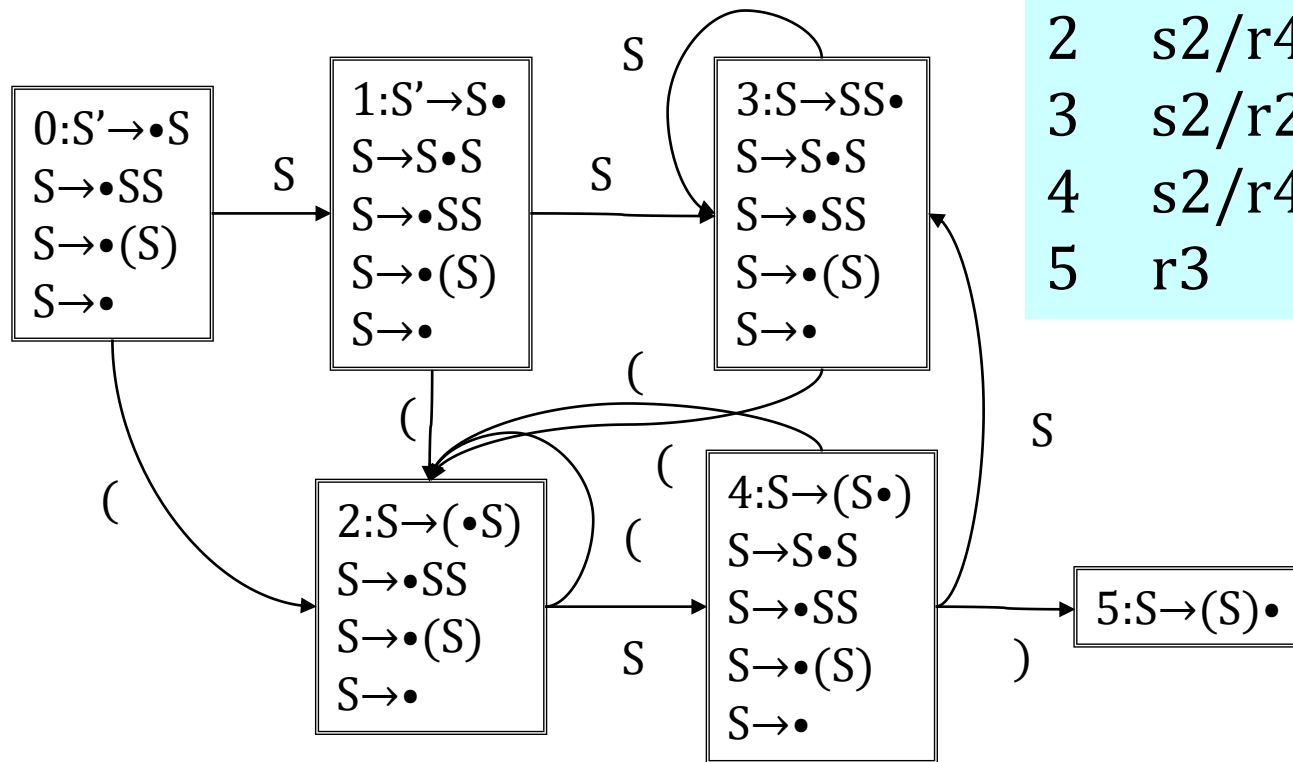 S
2 s2/r4
3 s2/r2
4 s2/r4
5 r3
0:S’→•S
S→•SS
S→•(S)
S→•
S
1:S’→S•
S→S•S
S→•SS
S→•(S)
S→•
S
3:S→SS•
S→S•S
S→•SS
S→•(S)
S→•
(
(
(
(
(
S
2:S→(•S)
S→•SS
S→•(S)
S→•
S
4:S→(S•)
S→S•S
S→•SS
S→•(S)
S→•
)
5:S→(S)•